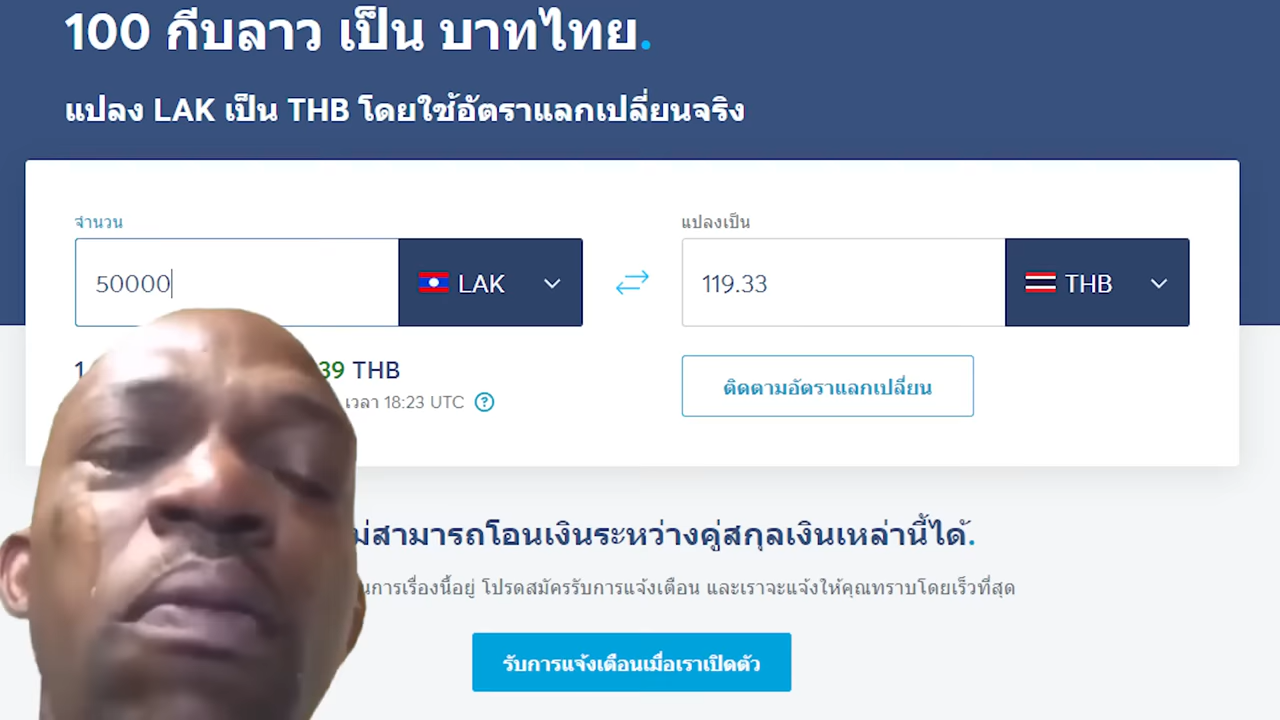 100 กีบลาว เป็น บาทไทย.
แปลง LAK เป็น THB โดยใช้อัตราแลกเปลี่ยนจริง
จำนวน
แปลงเป็น
50000
LAK
119.33
THB
39 THB
เวลา 18:23 UTC ?
ติดตามอัตราแลกเปลี่ยน
สามารถโอนเงินระหว่างคู่สกุลเงินเหล่านี้ได้.
การเรื่องนี้อยู่ โปรดสมัครรับการแจ้งเตือน และเราจะแจ้งให้คุณทราบโดยเร็วที่สุด
รับการแจ้งเตือนเมื่อเราเปิดตัว